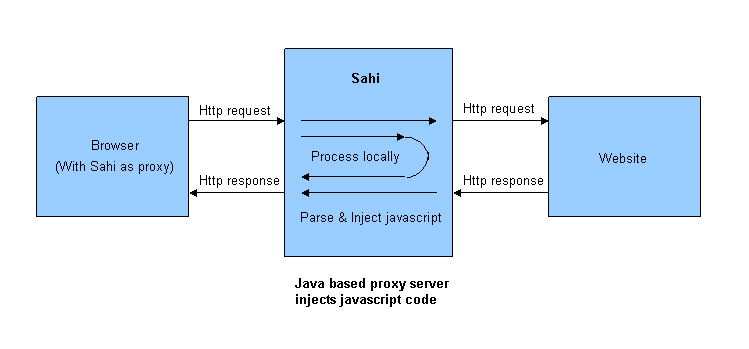 Sahi
Http request
Http request
Browser
(With Sahi as proxy)
Process locally
Website
Http response
Http response
Parse & Inject javascript
Java based proxy server
injects javascript code